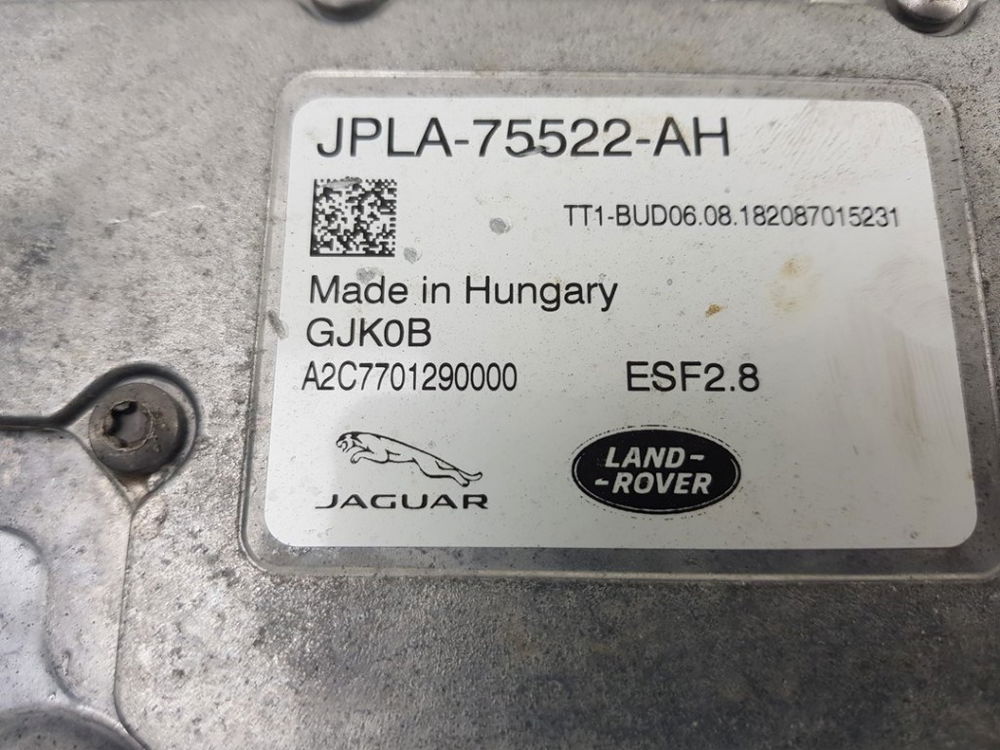 JPLA-75522-AH
TT1-BUD06.08.182087015231
Made in Hungary
GJK0B
A2C7701290000 ESF2.8
JAGUAR
LAND-
-ROVER